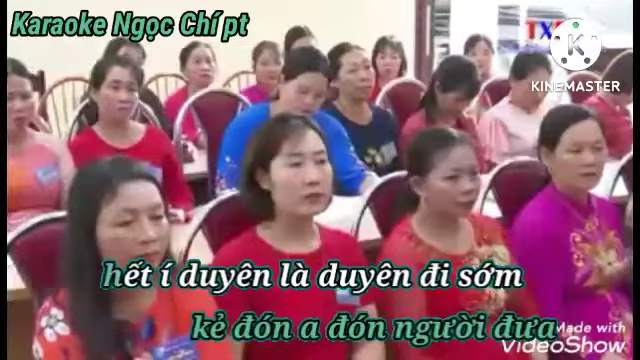 Karaoke Ngọc Chí pt
KINEMASTER
hết í duyên là duyên đi sớm
kẻ đón a đón người đưa
Made with
VideoShow